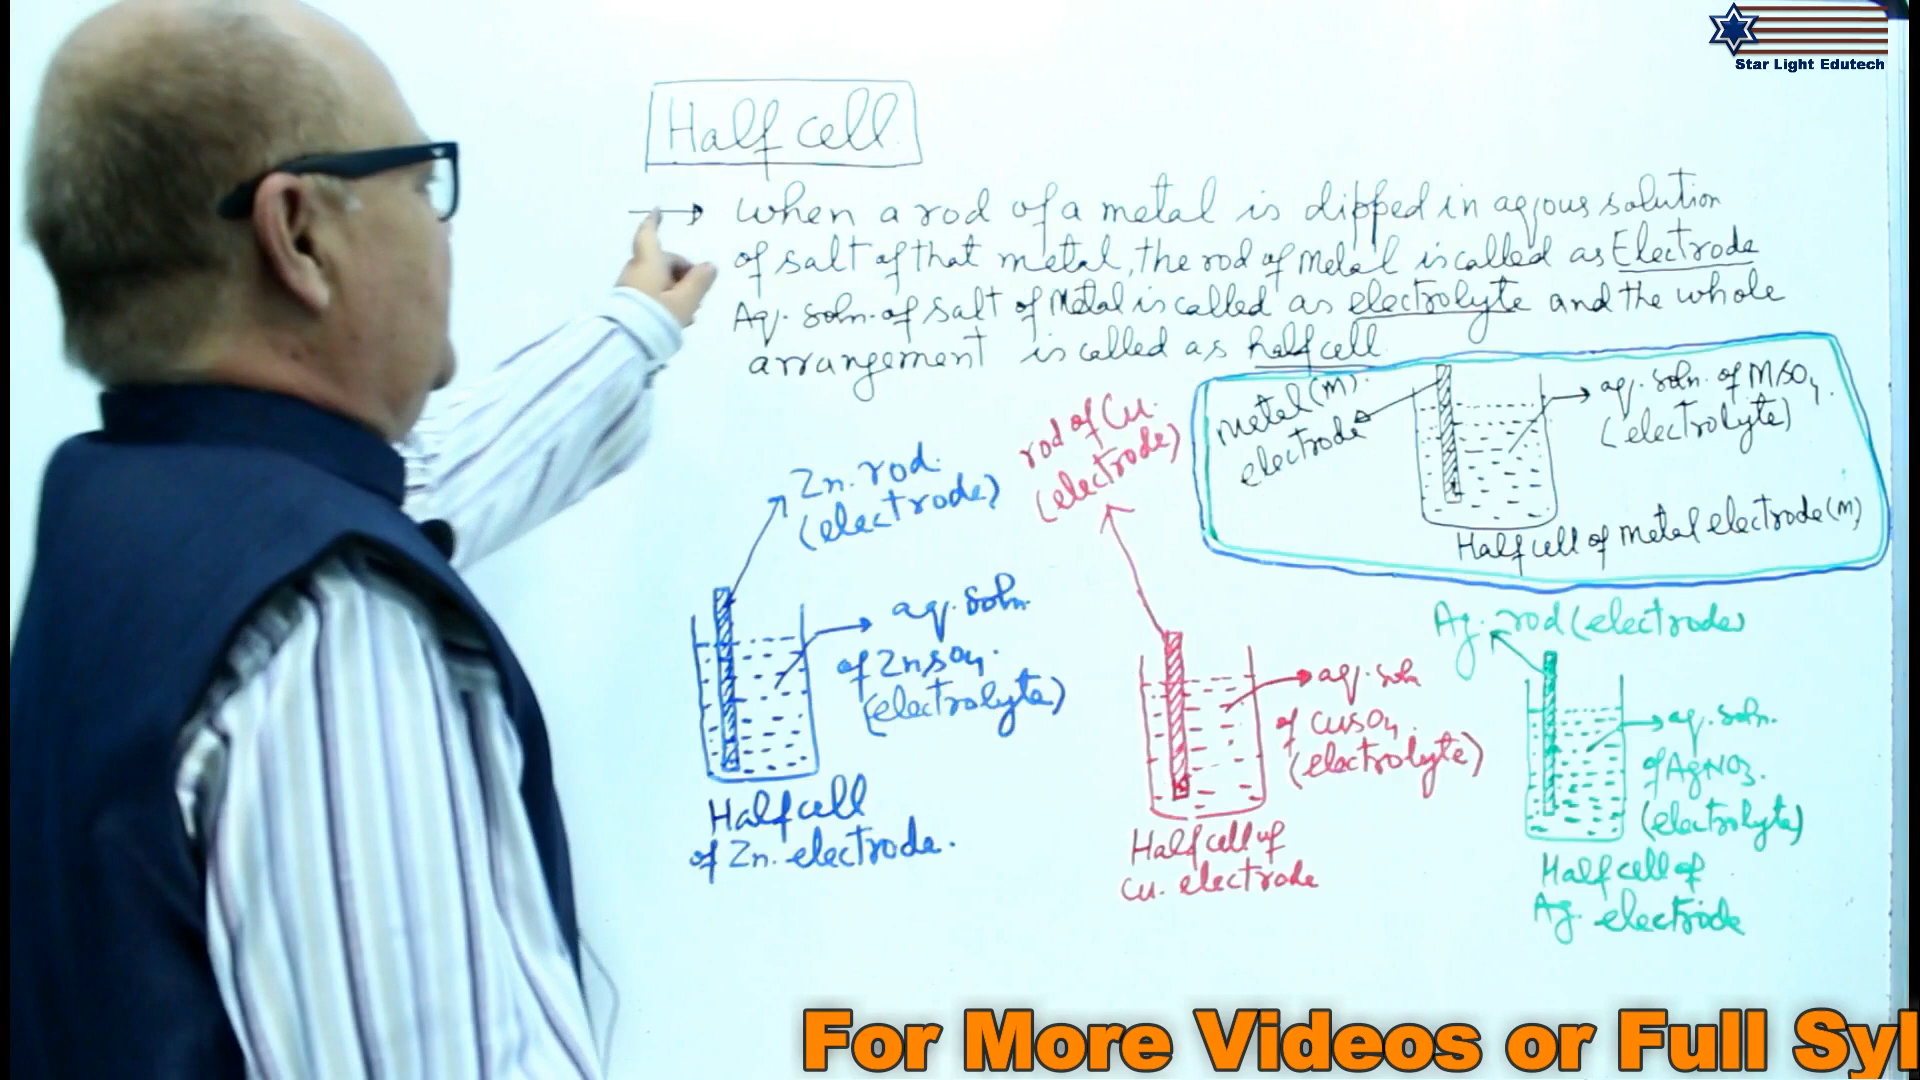 Star Light Edutech
Half cell
→ when a rod of a metal is dipped in aqous solution
of salt of that metal, the rod of metal is called as Electrode
Aq. soln. of salt of Metal is called as electrolyte and the whole
arrangement is called as half cell
metal (M).
electrode
aq. soln. of MSO4.
(electrolyte)
Half cell of metal electrode (M)
Zn. rod.
(electrode)
aq. soln.
of ZnSO4.
(electrolyte)
Half cell
of Zn. electrode.
rod of Cu.
(electrode)
aq. soln
of CuSO4.
(electrolyte)
Half cell of
Cu. electrode
Ag. rod (electrode)
aq. soln.
of AgNO3.
(electrolyte)
Half cell of
Ag. electrode
For More Videos or Full Syl